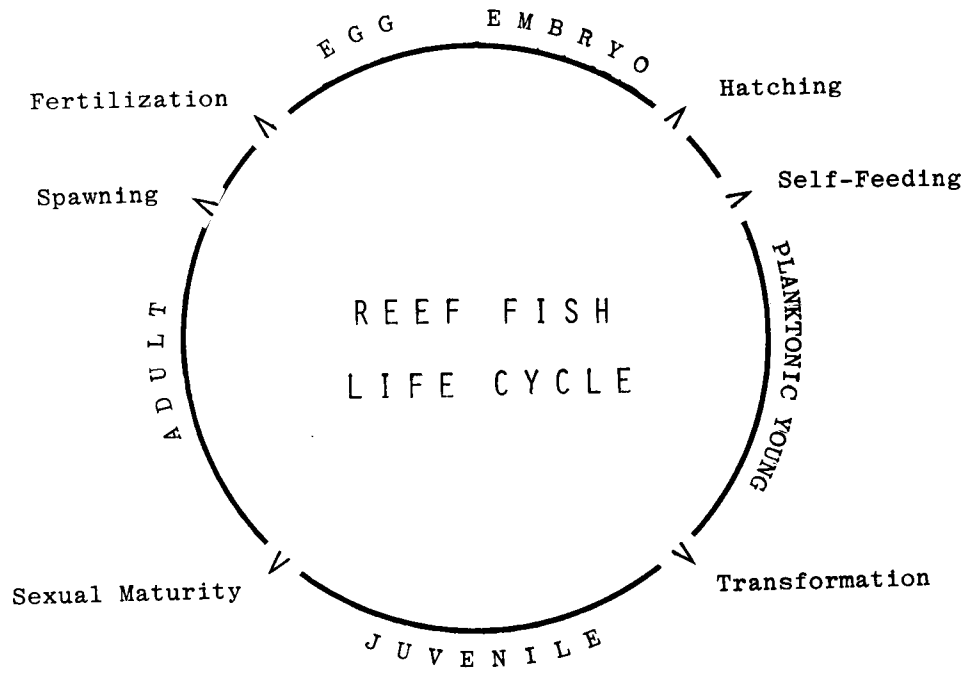 EGG EMBRYO
Fertilization
Hatching
Spawning
Self-Feeding
PLANKTONIC YOUNG
ADULT
REEF FISH
LIFE CYCLE
Sexual Maturity
Transformation
JUVENILE